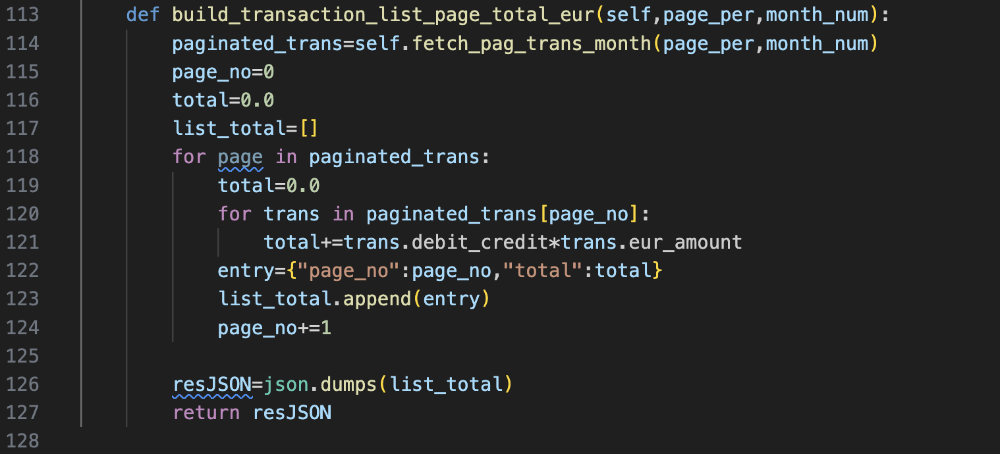 113 def build_transaction_list_page_total_eur(self,page_per,month_num):
114 paginated_trans=self.fetch_pag_trans_month(page_per,month_num)
115 page_no=0
116 total=0.0
117 list_total=[]
118 for page in paginated_trans:
119 total=0.0
120 for trans in paginated_trans[page_no]:
121 total+=trans.debit_credit*trans.eur_amount
122 entry={"page_no":page_no,"total":total}
123 list_total.append(entry)
124 page_no+=1
125
126 resJSON=json.dumps(list_total)
127 return resJSON
128